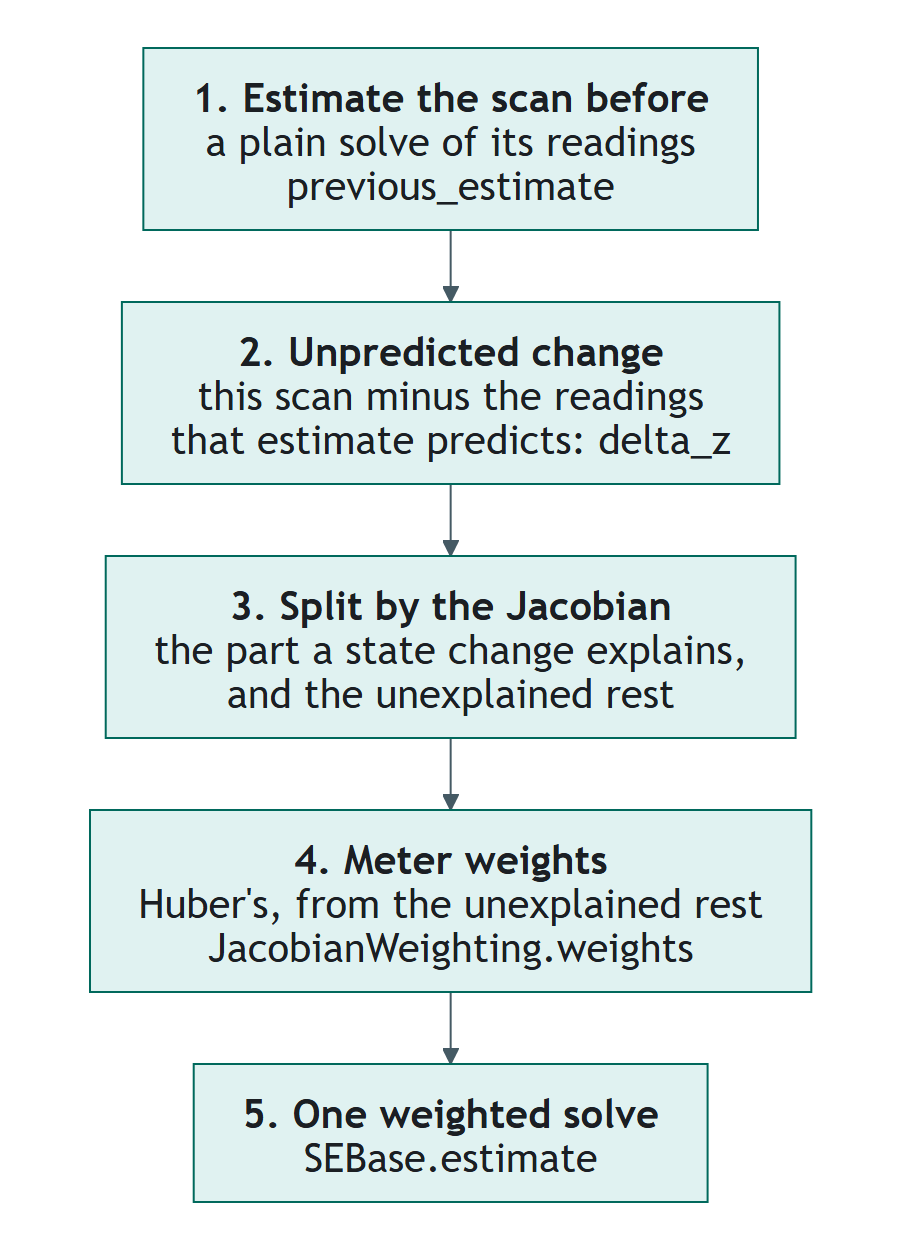 1. Estimate the scan before
a plain solve of its readings
previous_estimate
2. Unpredicted change
this scan minus the readings
that estimate predicts: delta_z
3. Split by the Jacobian
the part a state change explains,
and the unexplained rest
4. Meter weights
Huber's, from the unexplained rest
JacobianWeighting.weights
5. One weighted solve
SEBase.estimate